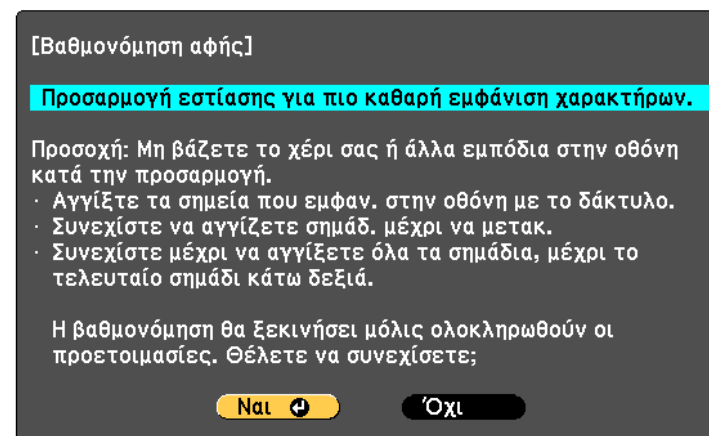 [Βαθμονόμηση αφής]
Προσαρμογή εστίασης για πιο καθαρή εμφάνιση χαρακτήρων.
Προσοχή: Μη βάζετε το χέρι σας ή άλλα εμπόδια στην οθόνη
κατά την προσαρμογή.
· Αγγίξτε τα σημεία που εμφαν. στην οθόνη με το δάκτυλο.
· Συνεχίστε να αγγίζετε σημάδ. μέχρι να μετακ.
· Συνεχίστε μέχρι να αγγίξετε όλα τα σημάδια, μέχρι το
τελευταίο σημάδι κάτω δεξιά.
Η βαθμονόμηση θα ξεκινήσει μόλις ολοκληρωθούν οι
προετοιμασίες. Θέλετε να συνεχίσετε;
Ναι Όχι